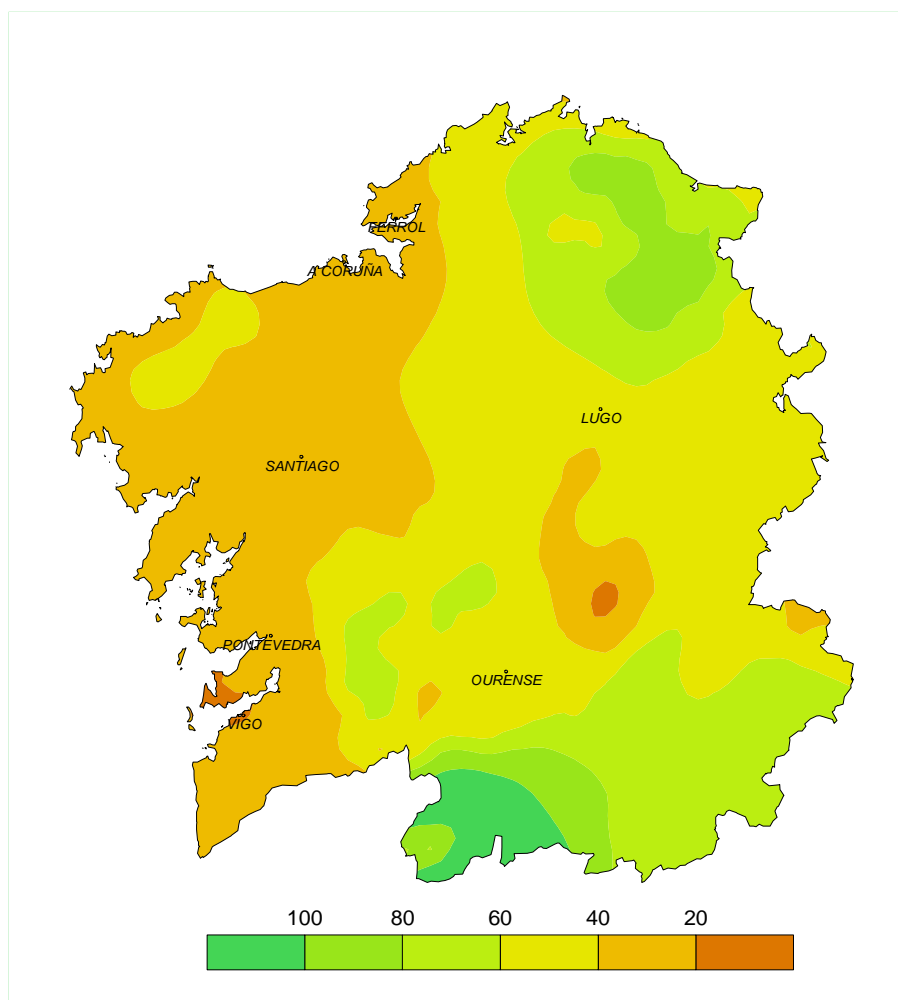 FERROL
A CORUÑA
LUGO
SANTIAGO
PONTEVEDRA
OURENSE
VIGO
100 80 60 40 20